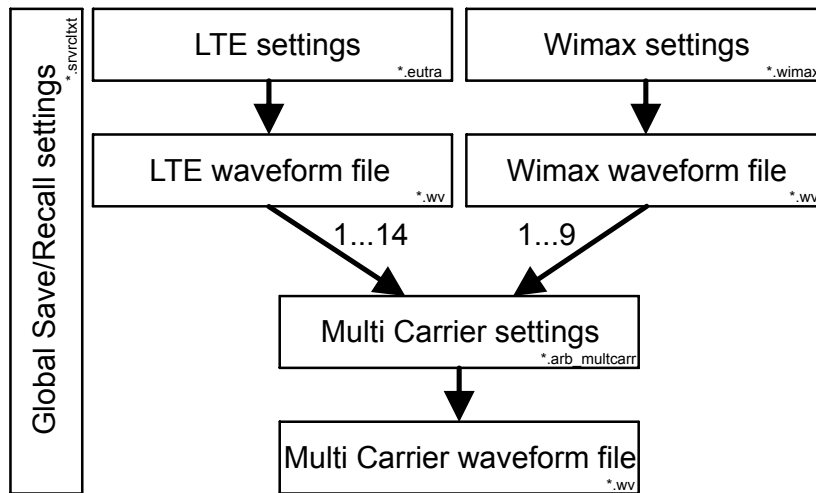 Global Save/Recall settings
*.srvrcltxt
LTE settings
*.eutra
Wimax settings
*.wimax
LTE waveform file
*.wv
Wimax waveform file
*.wv
1...14
1...9
Multi Carrier settings
*.arb_multcarr
Multi Carrier waveform file
*.wv